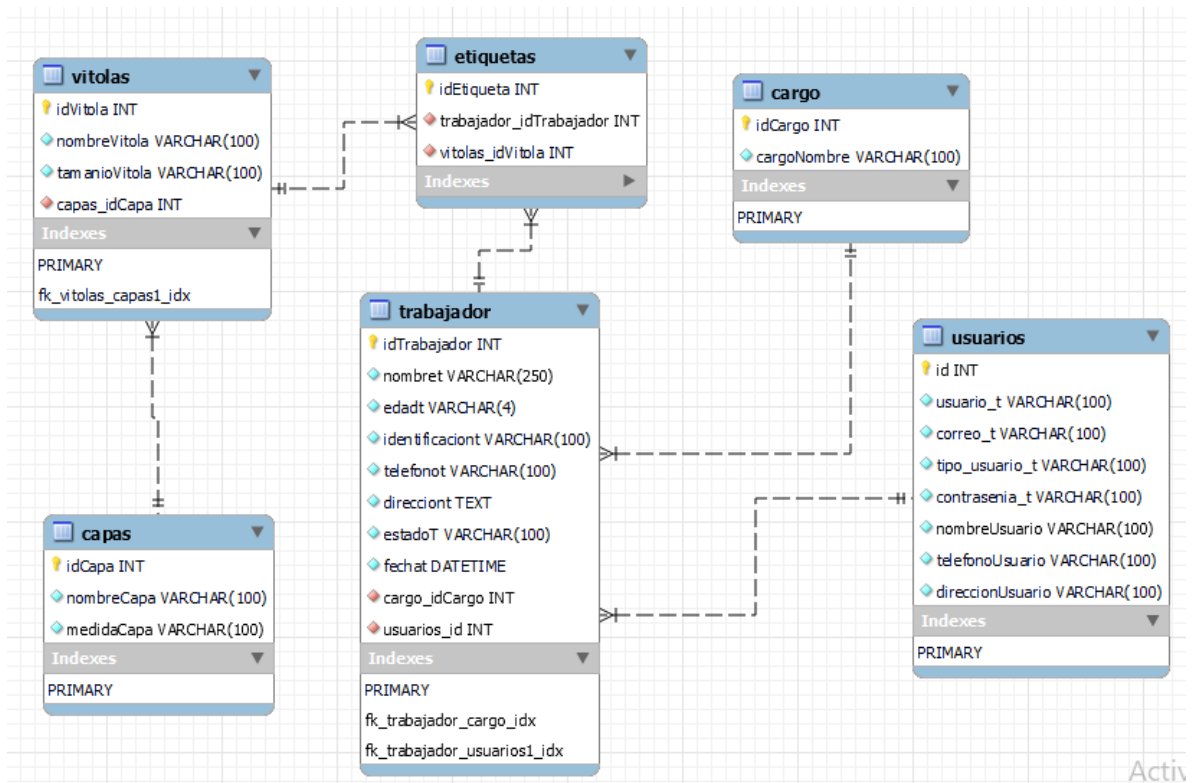 vitolas
idVitola INT
nombreVitola VARCHAR(100)
tamanioVitola VARCHAR(100)
capas_idCapa INT
Indexes
PRIMARY
fk_vitolas_capas1_idx
etiquetas
idEtiqueta INT
trabajador_idTrabajador INT
vitolas_idVitola INT
Indexes
cargo
idCargo INT
cargoNombre VARCHAR(100)
Indexes
PRIMARY
trabajador
idTrabajador INT
nombret VARCHAR(250)
edadt VARCHAR(4)
identificaciont VARCHAR(100)
telefonot VARCHAR(100)
direcciont TEXT
estadoT VARCHAR(100)
fechat DATETIME
cargo_idCargo INT
usuarios_id INT
Indexes
PRIMARY
fk_trabajador_cargo_idx
fk_trabajador_usuarios1_idx
usuarios
id INT
usuario_t VARCHAR(100)
correo_t VARCHAR(100)
tipo_usuario_t VARCHAR(100)
contrasenia_t VARCHAR(100)
nombreUsuario VARCHAR(100)
telefonoUsuario VARCHAR(100)
direccionUsuario VARCHAR(100)
Indexes
PRIMARY
capas
idCapa INT
nombreCapa VARCHAR(100)
medidaCapa VARCHAR(100)
Indexes
PRIMARY